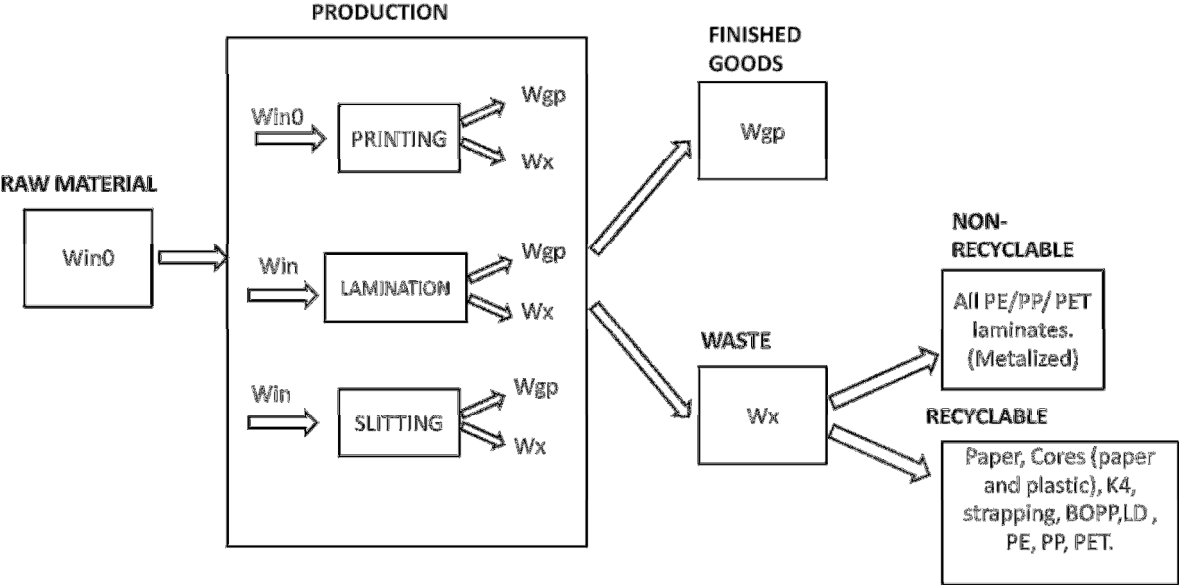 PRODUCTION
FINISHED
GOODS
Wgp
Win0
PRINTING
Wgp
Wx
RAW MATERIAL
Win0
Win
LAMINATION
Wgp
Wx
Win
SLITTING
Wgp
Wx
WASTE
Wx
NON-
RECYCLABLE
All PE/PP/ PET
laminates.
(Metalized)
RECYCLABLE
Paper, Cores (paper
and plastic), K4,
strapping, BOPP,LD ,
PE, PP, PET.